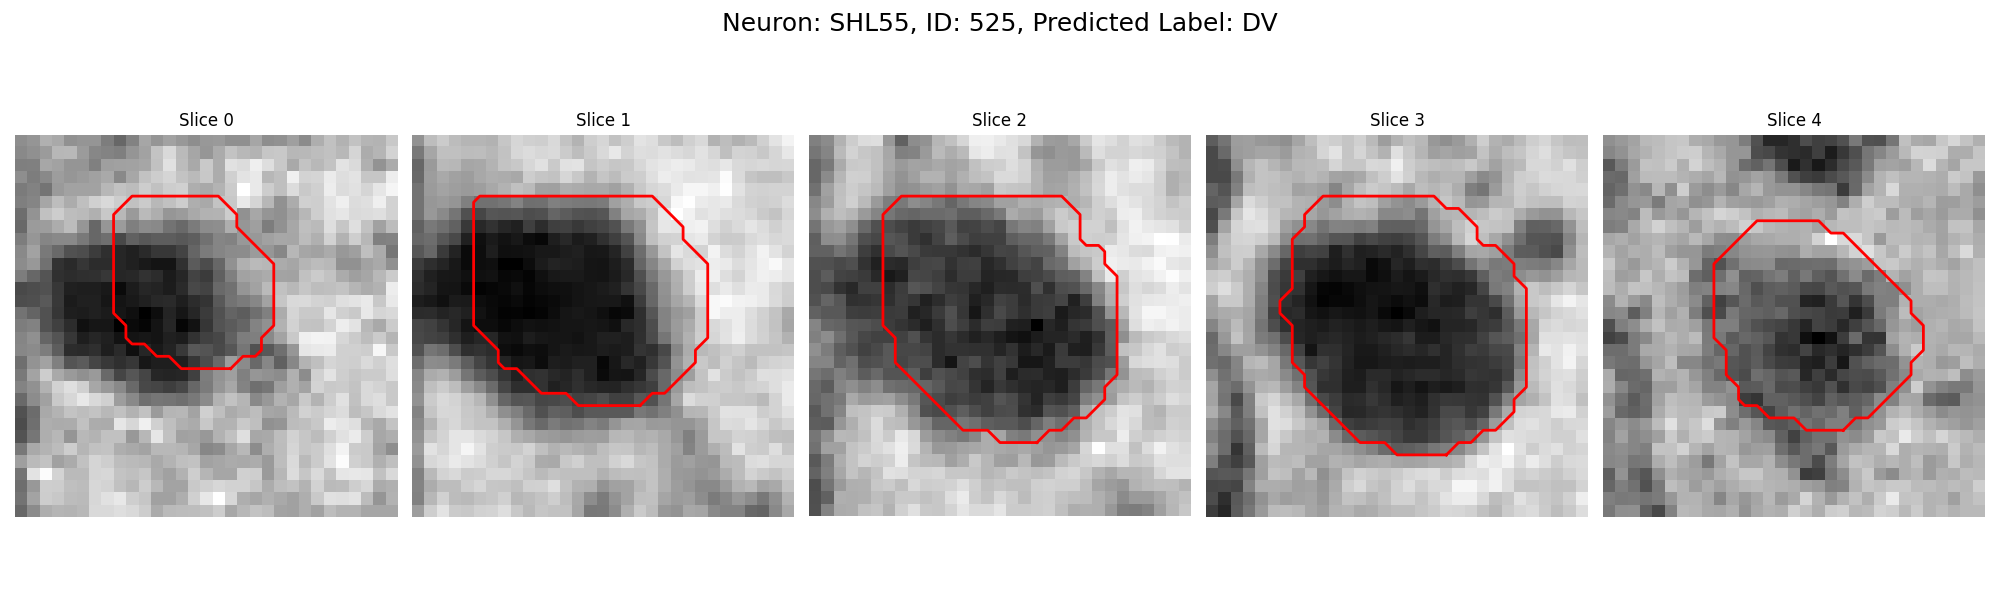 Neuron: SHL55, ID: 525, Predicted Label: DV
Slice 0
Slice 1
Slice 2
Slice 3
Slice 4